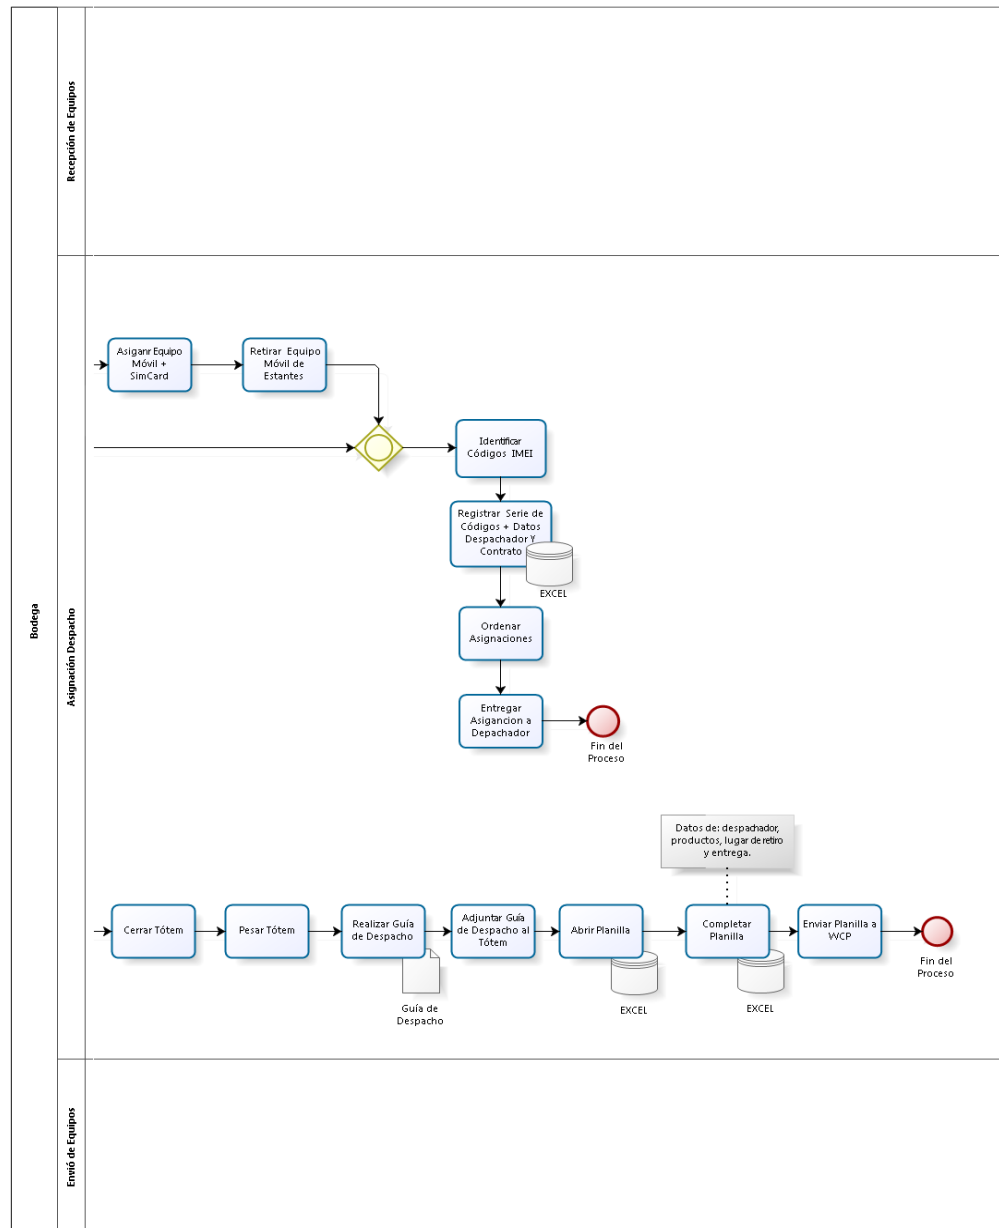 Bodega
Recepción de Equipos
Asignación Despacho
Envió de Equipos
Asiganr Equipo
Móvil +
SimCard
Retirar Equipo
Móvil de
Estantes
Identificar
Códigos IMEI
Registrar Serie de
Códigos + Datos
Despachador Y
Contrato
EXCEL
Ordenar
Asignaciones
Entregar
Asigancion a
Depachador
Fin del
Proceso
Datos de: despachador,
productos, lugar de retiro
y entrega.
Cerrar Tótem
Pesar Tótem
Realizar Guía
de Despacho
Guía de
Despacho
Adjuntar Guía
de Despacho al
Tótem
Abrir Planilla
EXCEL
Completar
Planilla
EXCEL
Enviar Planilla a
WCP
Fin del
Proceso